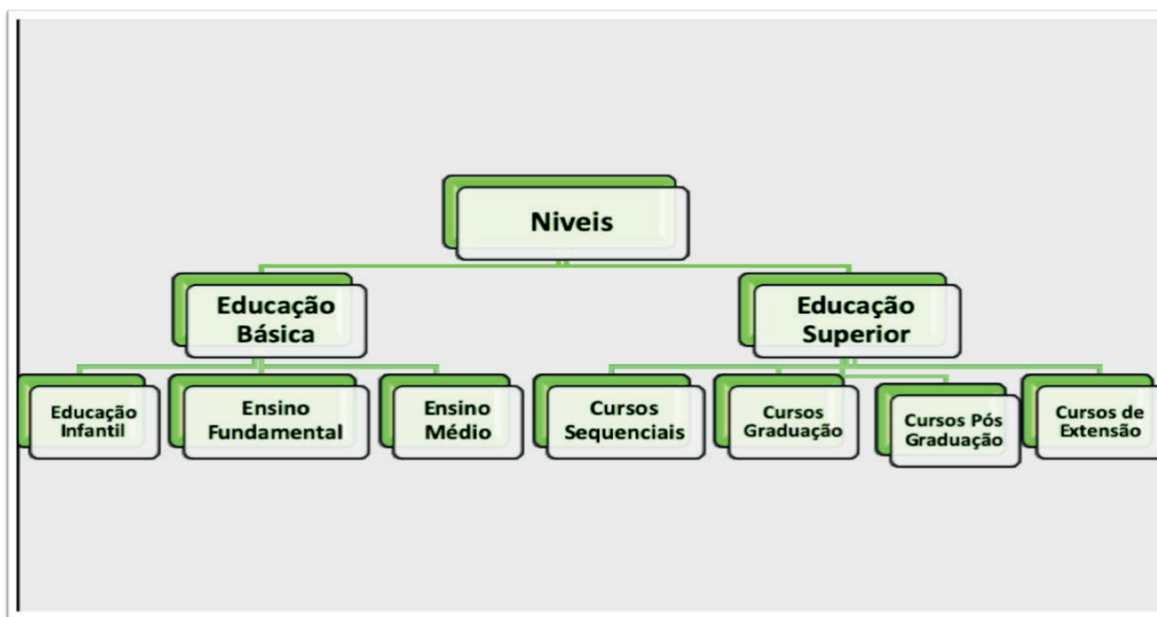 Niveis
Educação
Básica
Educação
Superior
Educação
Infantil
Ensino
Fundamental
Ensino
Médio
Cursos
Sequenciais
Cursos
Graduação
Cursos Pós
Graduação
Cursos de
Extensão